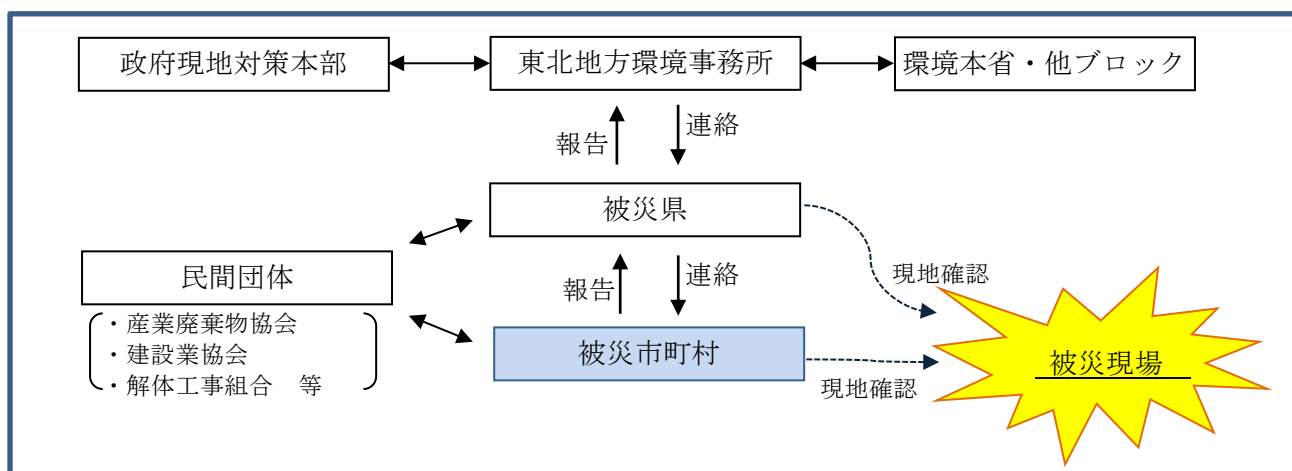 政府現地対策本部
東北地方環境事務所
環境本省・他ブロック
報告
連絡
被災県
民間団体
・産業廃棄物協会
・建設業協会
・解体工事組合　等
報告
連絡
現地確認
被災市町村
現地確認
被災現場